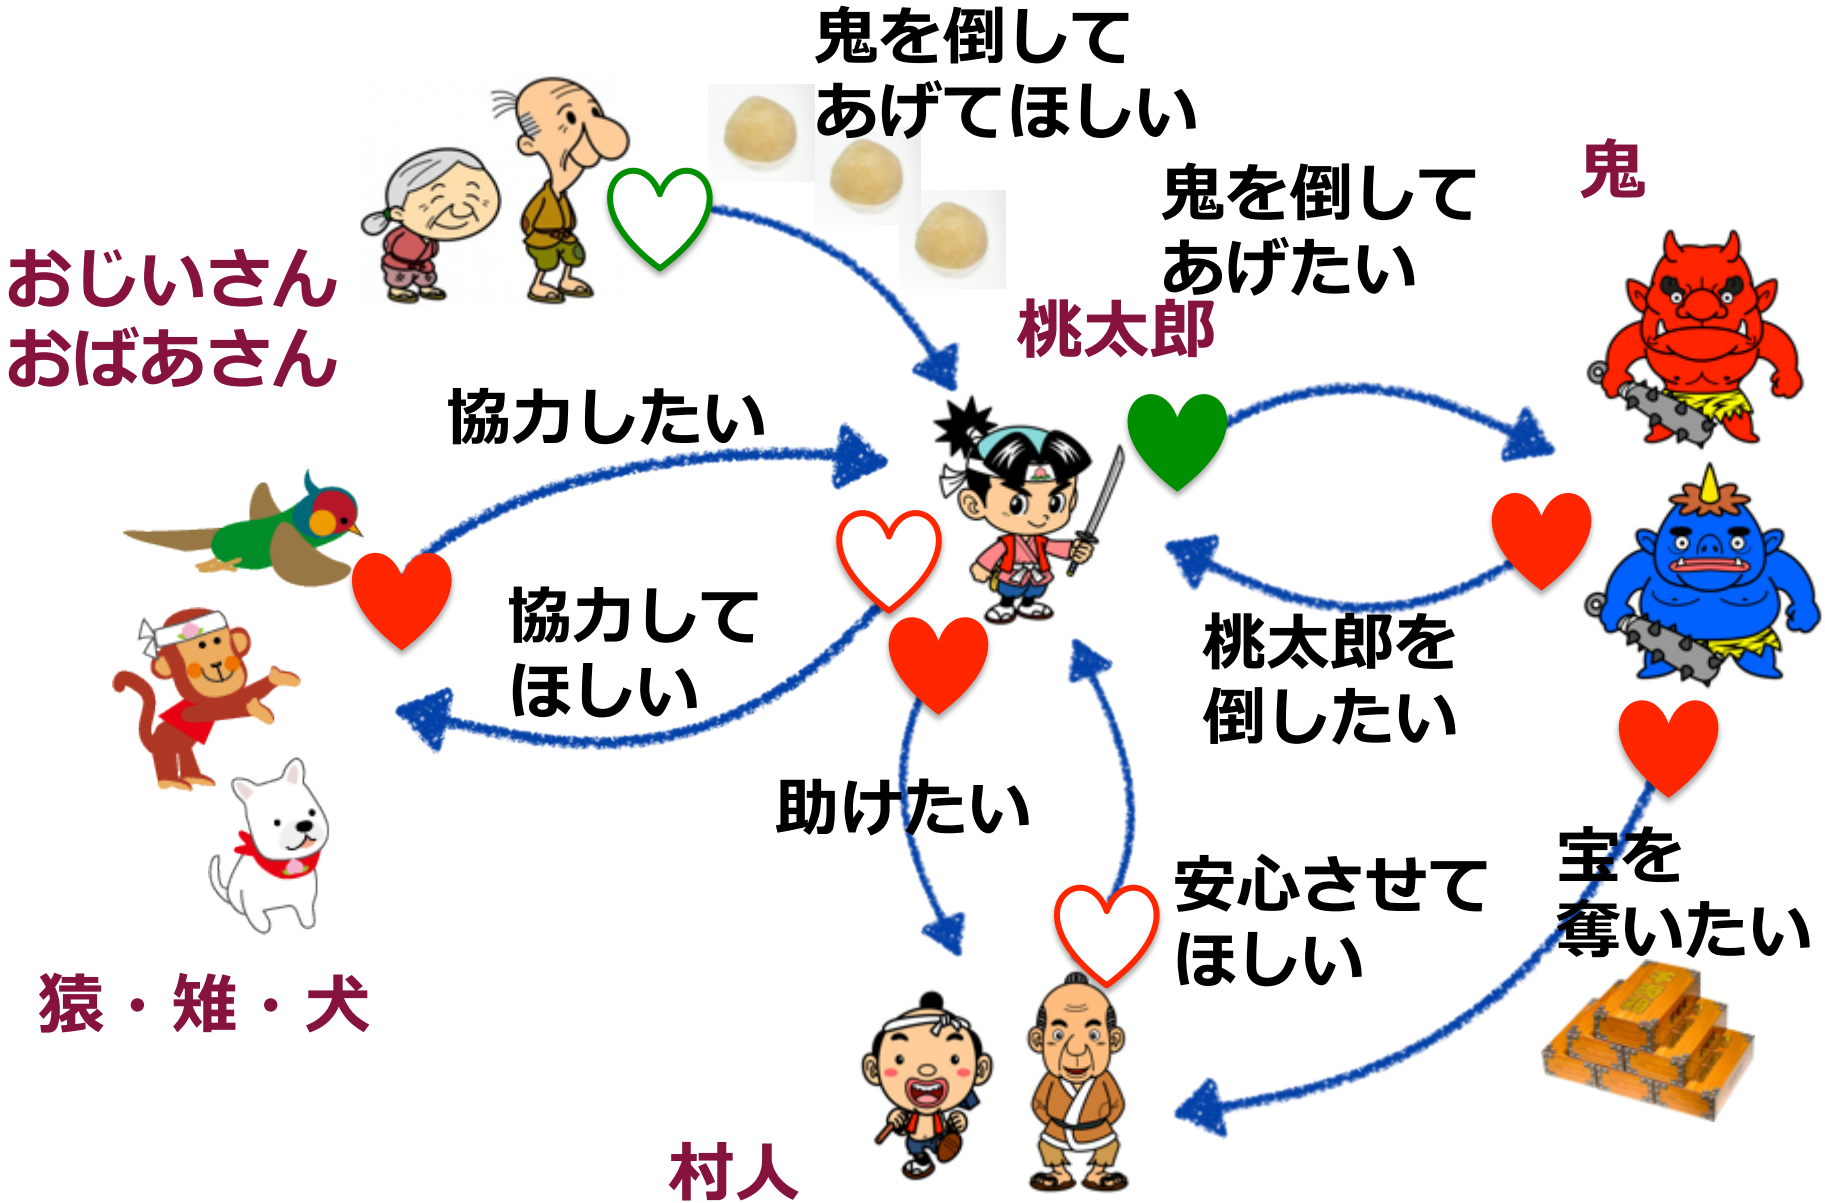 鬼を倒して
あげてほしい
鬼を倒して
あげたい
鬼
おじいさん
おばあさん
桃太郎
協力したい
協力して
ほしい
桃太郎を
倒したい
助けたい
安心させて
ほしい
宝を
奪いたい
猿・雉・犬
村人